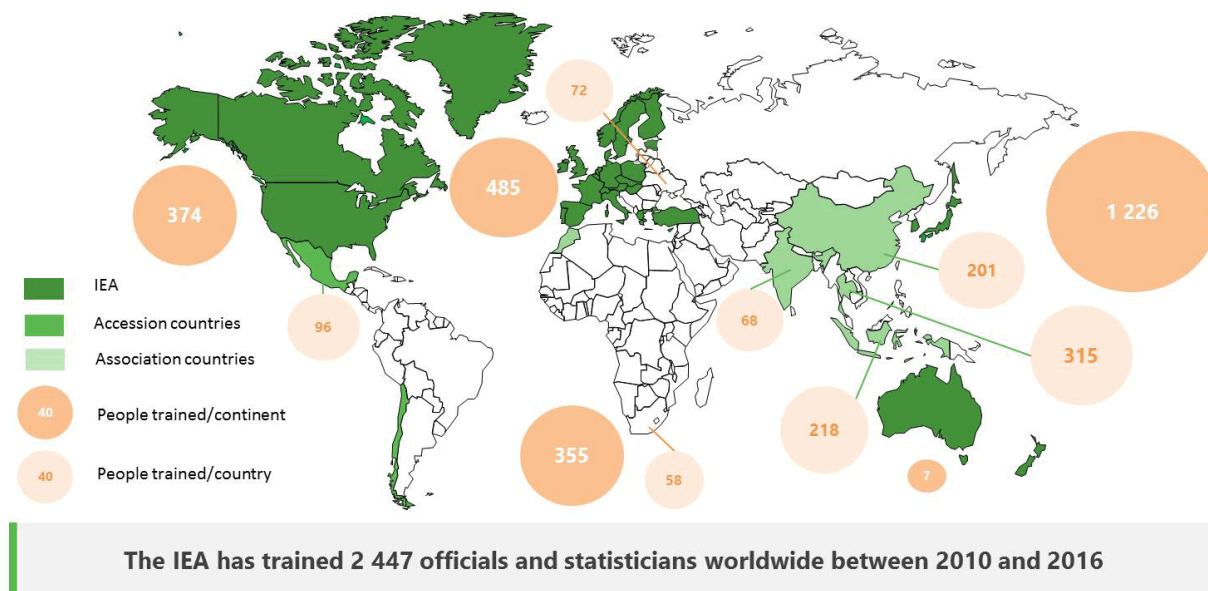 72
485
374
1 226
201
IEA
68
96
Accession countries
315
Association countries
40 People trained/continent
218
355
40 People trained/country
58
7
The IEA has trained 2 447 officials and statisticians worldwide between 2010 and 2016